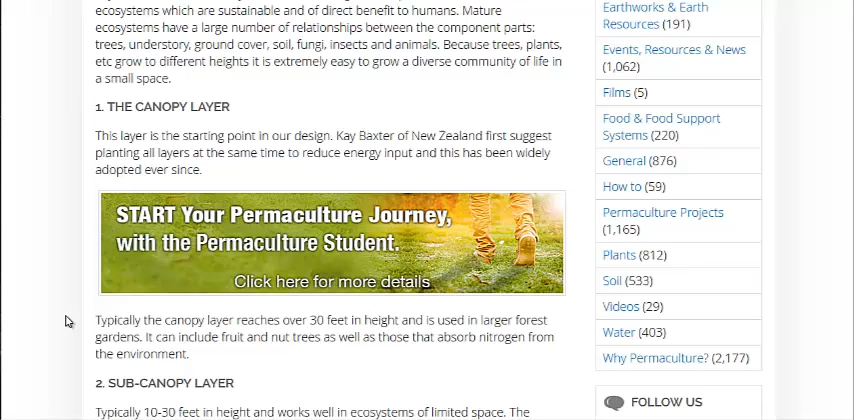 ecosystems which are sustainable and of direct benefit to humans. Mature
ecosystems have a large number of relationships between the component parts:
trees, understory, ground cover, soil, fungi, insects and animals. Because trees, plants,
etc grow to different heights it is extremely easy to grow a diverse community of life in
a small space.
1. THE CANOPY LAYER
This layer is the starting point in our design. Kay Baxter of New Zealand first suggest
planting all layers at the same time to reduce energy input and this has been widely
adopted ever since.
START Your Permaculture Journey,
with the Permaculture Student.
Click here for more details
Typically the canopy layer reaches over 30 feet in height and is used in larger forest
gardens. It can include fruit and nut trees as well as those that absorb nitrogen from
the environment.
2. SUB-CANOPY LAYER
Typically 10-30 feet in height and works well in ecosystems of limited space. The
Earthworks & Earth
Resources (191)
Events, Resources & News
(1,062)
Films (5)
Food & Food Support
Systems (220)
General (876)
How to (59)
Permaculture Projects
(1,165)
Plants (812)
Soil (533)
Videos (29)
Water (403)
Why Permaculture? (2,177)
FOLLOW US